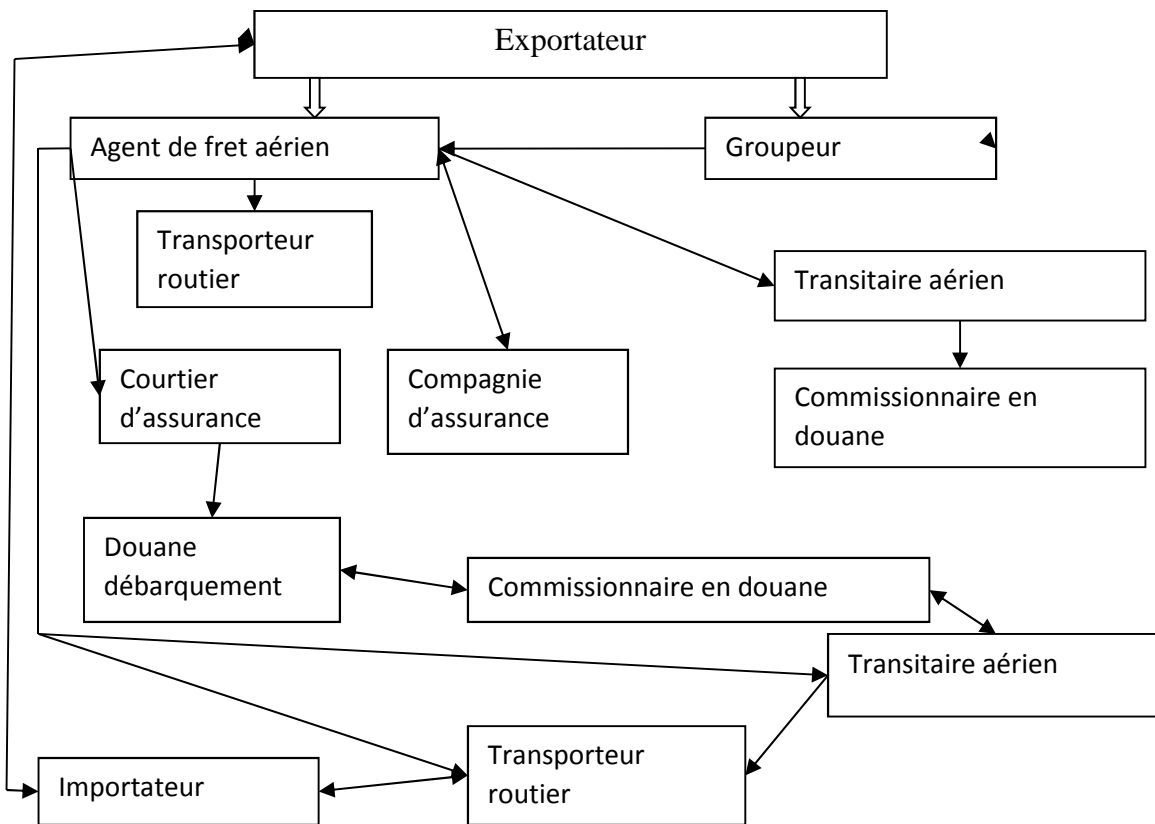 Exportateur
Agent de fret aérien
Groupeur
Transporteur
routier
Transitaire aérien
Courtier
d'assurance
Compagnie
d'assurance
Commissionnaire en
douane
Douane
débarquement
Commissionnaire en douane
Transitaire aérien
Transporteur
routier
Importateur